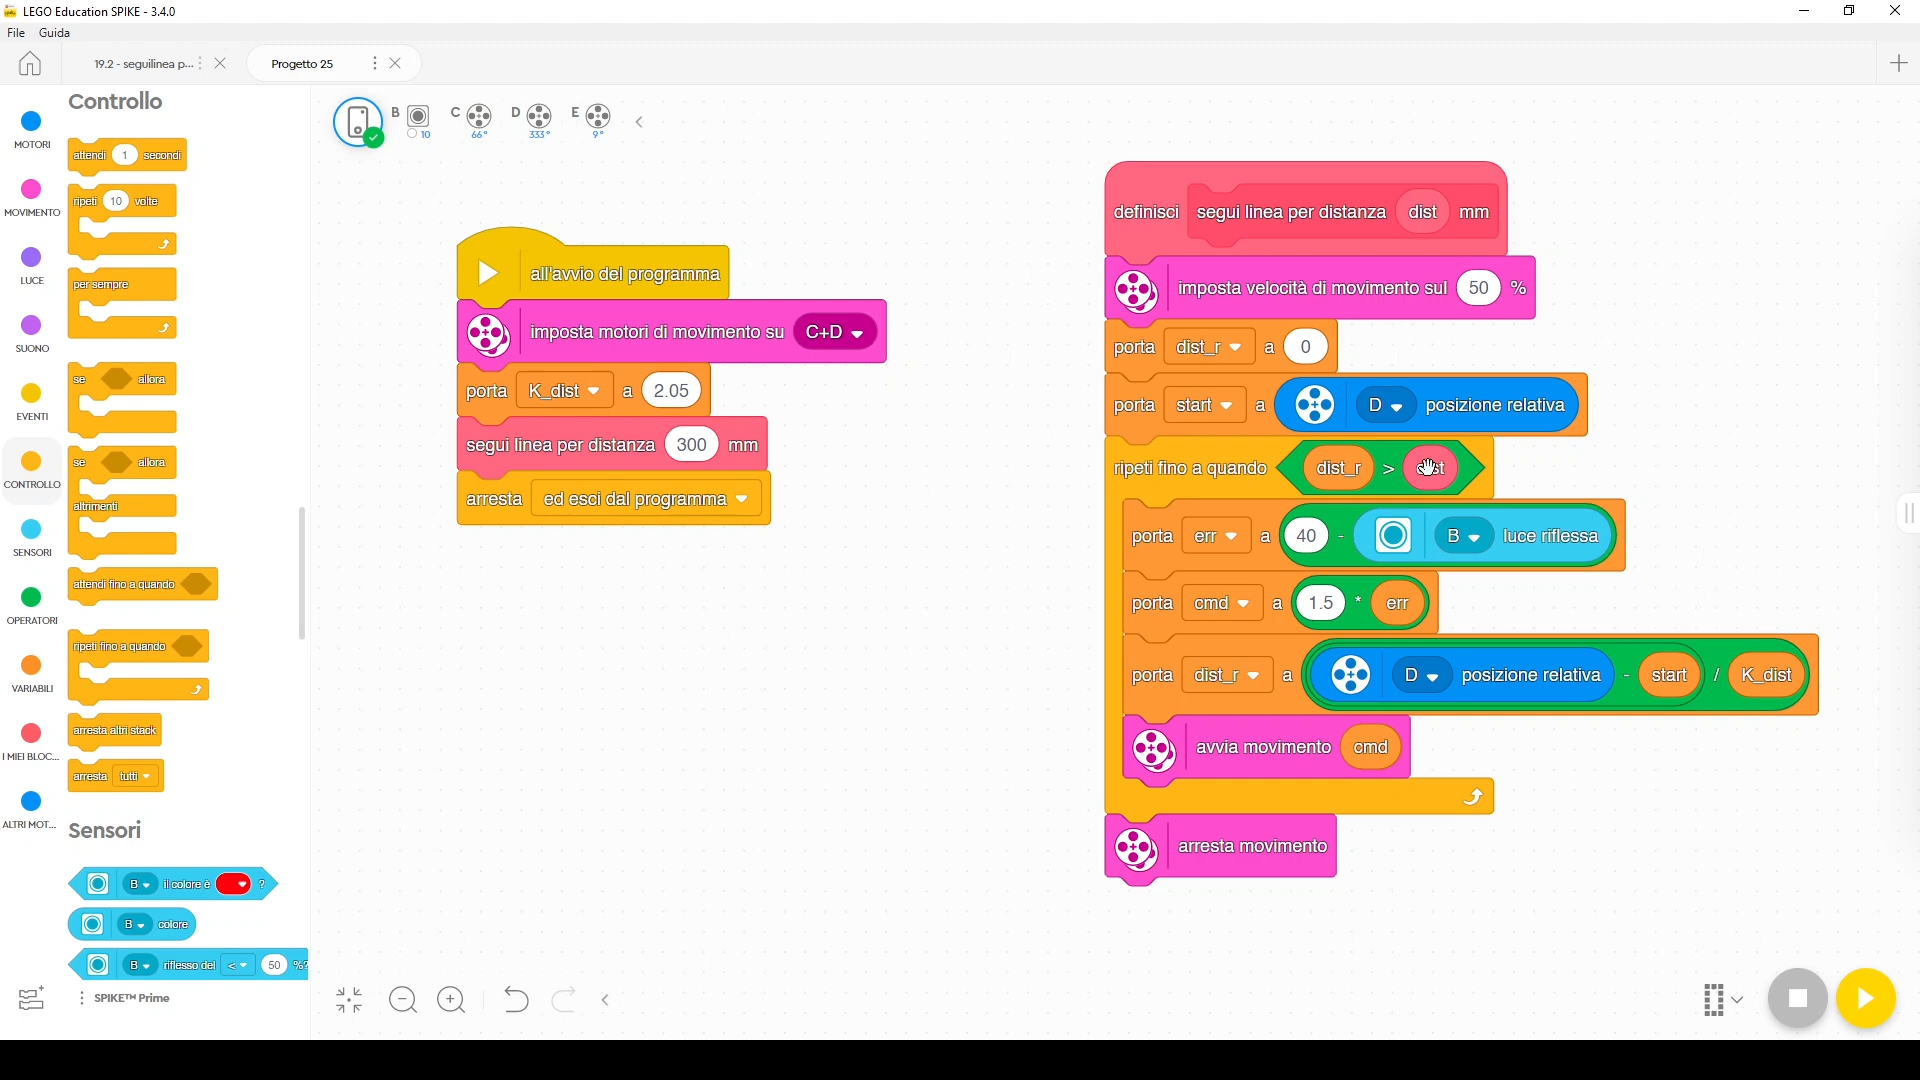 LEGO Education SPIKE - 3.4.0
File Guida
19.2 - seguilinea p...
Progetto 25
B 10 C 66° D 333° E 9°
MOTORI
MOVIMENTO
LUCE
SUONO
EVENTI
CONTROLLO
SENSORI
OPERATORI
VARIABILI
I MIEI BLOC...
ALTRI MOT...
Controllo
attendi 1 secondi
ripeti 10 volte
per sempre
se allora
se allora
altrimenti
attendi fino a quando
ripeti fino a quando
arresta altri stack
arresta tutti
Sensori
B il colore è ?
B colore
B riflesso del < 50 %?
SPIKE™ Prime
all'avvio del programma
imposta motori di movimento su C+D
porta K_dist a 2.05
segui linea per distanza 300 mm
arresta ed esci dal programma
definisci segui linea per distanza dist mm
imposta velocità di movimento sul 50 %
porta dist_r a 0
porta start a D posizione relativa
ripeti fino a quando dist_r > dist
porta err a 40 - B luce riflessa
porta cmd a 1.5 * err
porta dist_r a D posizione relativa - start / K_dist
avvia movimento cmd
arresta movimento